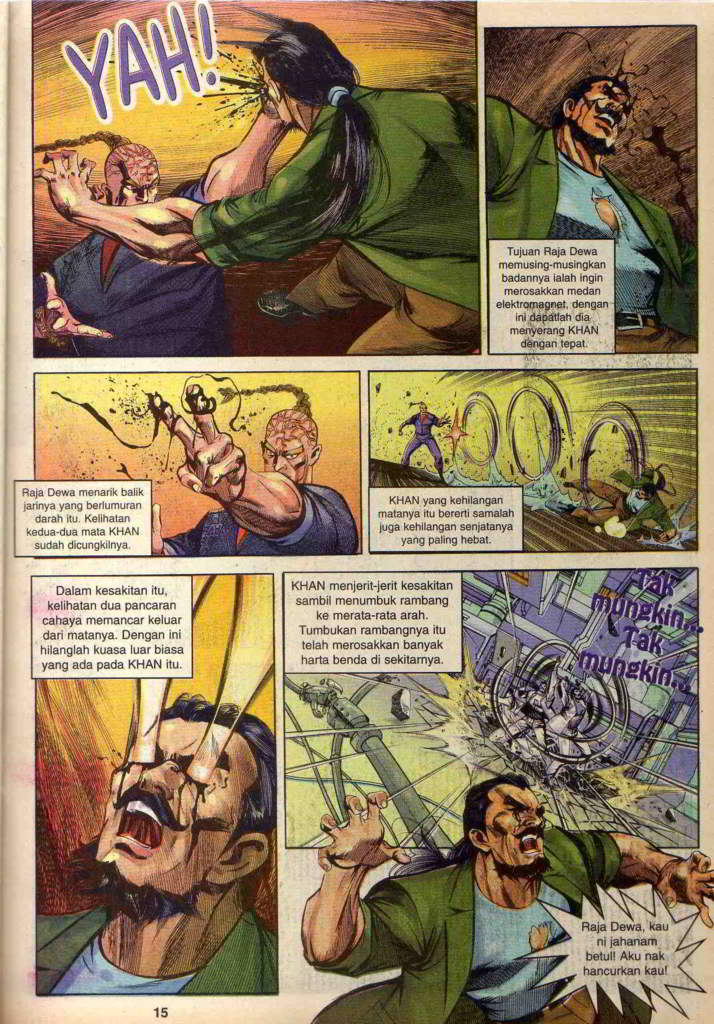 YAH!
Tujuan Raja Dewa
memusing-musingkan
badannya ialah ingin
merosakkan medan
elektromagnet, dengan
ini dapatlah dia
menyerang KHAN
dengan tepat.
Raja Dewa menarik balik
jarinya yang berlumuran
darah itu. Kelihatan
kedua-dua mata KHAN
sudah dicungkilnya.
KHAN yang kehilangan
matanya itu bererti samalah
juga kehilangan senjatanya
yang paling hebat.
Dalam kesakitan itu,
kelihatan dua pancaran
cahaya memancar keluar
dari matanya. Dengan ini
hilanglah kuasa luar biasa
yang ada pada KHAN itu.
KHAN menjerit-jerit kesakitan
sambil menumbuk rambang
ke merata-rata arah.
Tumbukan rambangnya itu
telah merosakkan banyak
harta benda di sekitarnya.
Tak
mungkin...
Tak
mungkin...
Raja Dewa, kau
ni jahanam
betul! Aku nak
hancurkan kau!
15